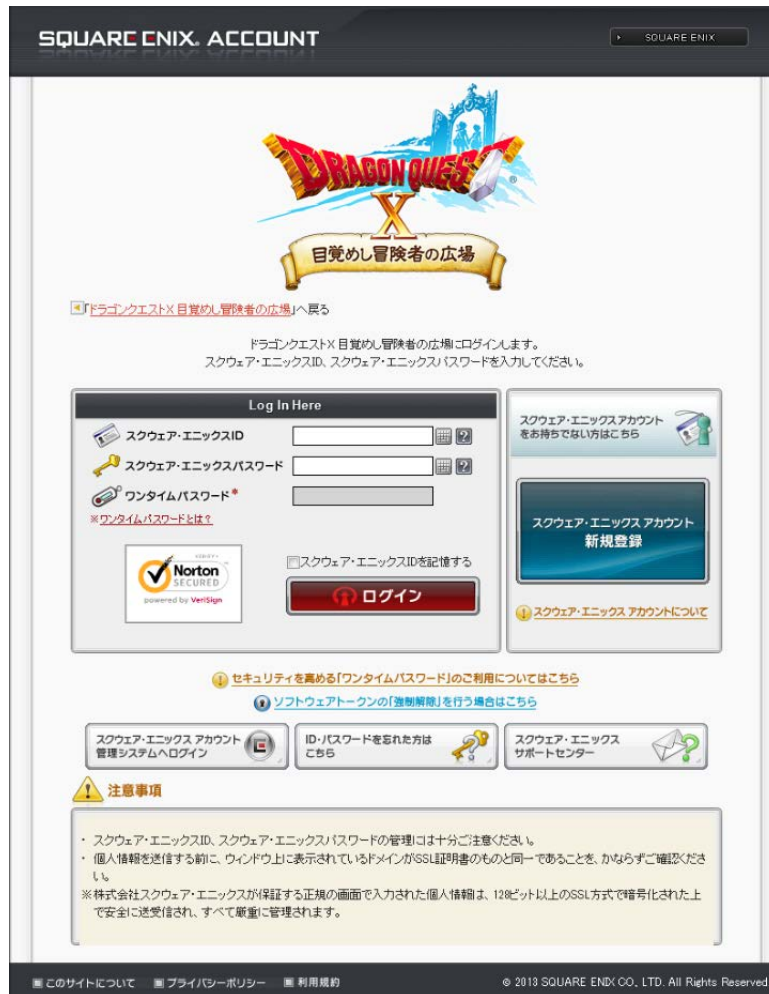 SQUARE ENIX. ACCOUNT
SQUARE ENIX
DRAGON QUEST
X
目覚めし冒険者の広場
「ドラゴンクエストX 目覚めし冒険者の広場」へ戻る
ドラゴンクエストX 目覚めし冒険者の広場にログインします。
スクウェア・エニックスID、スクウェア・エニックスパスワードを入力してください。
Log In Here
スクウェア・エニックスID
スクウェア・エニックスパスワード
ワンタイムパスワード*
※ワンタイムパスワードとは?
Norton
SECURED
powered by VeriSign
スクウェア・エニックスIDを記憶する
ログイン
スクウェア・エニックスアカウント
をお持ちでない方はこちら
スクウェア・エニックス アカウント
新規登録
スクウェア・エニックス アカウントについて
セキュリティを高める「ワンタイムパスワード」のご利用についてはこちら
ソフトウェアトークンの「強制解除」を行う場合はこちら
スクウェア・エニックス アカウント
管理システムへログイン
ID・パスワードを忘れた方は
こちら
スクウェア・エニックス
サポートセンター
注意事項
・ スクウェア・エニックスID、スクウェア・エニックスパスワードの管理には十分ご注意ください。
・ 個人情報を送信する前に、ウィンドウ上に表示されているドメインがSSL証明書のものと同一であることを、かならずご確認くださ
い。
※株式会社スクウェア・エニックスが保証する正規の画面で入力された個人情報は、128ビット以上のSSL方式で暗号化された上
で安全に送受信され、すべて厳重に管理されます。
このサイトについて プライバシーポリシー 利用規約
© 2013 SQUARE ENIX CO., LTD. All Rights Reserved